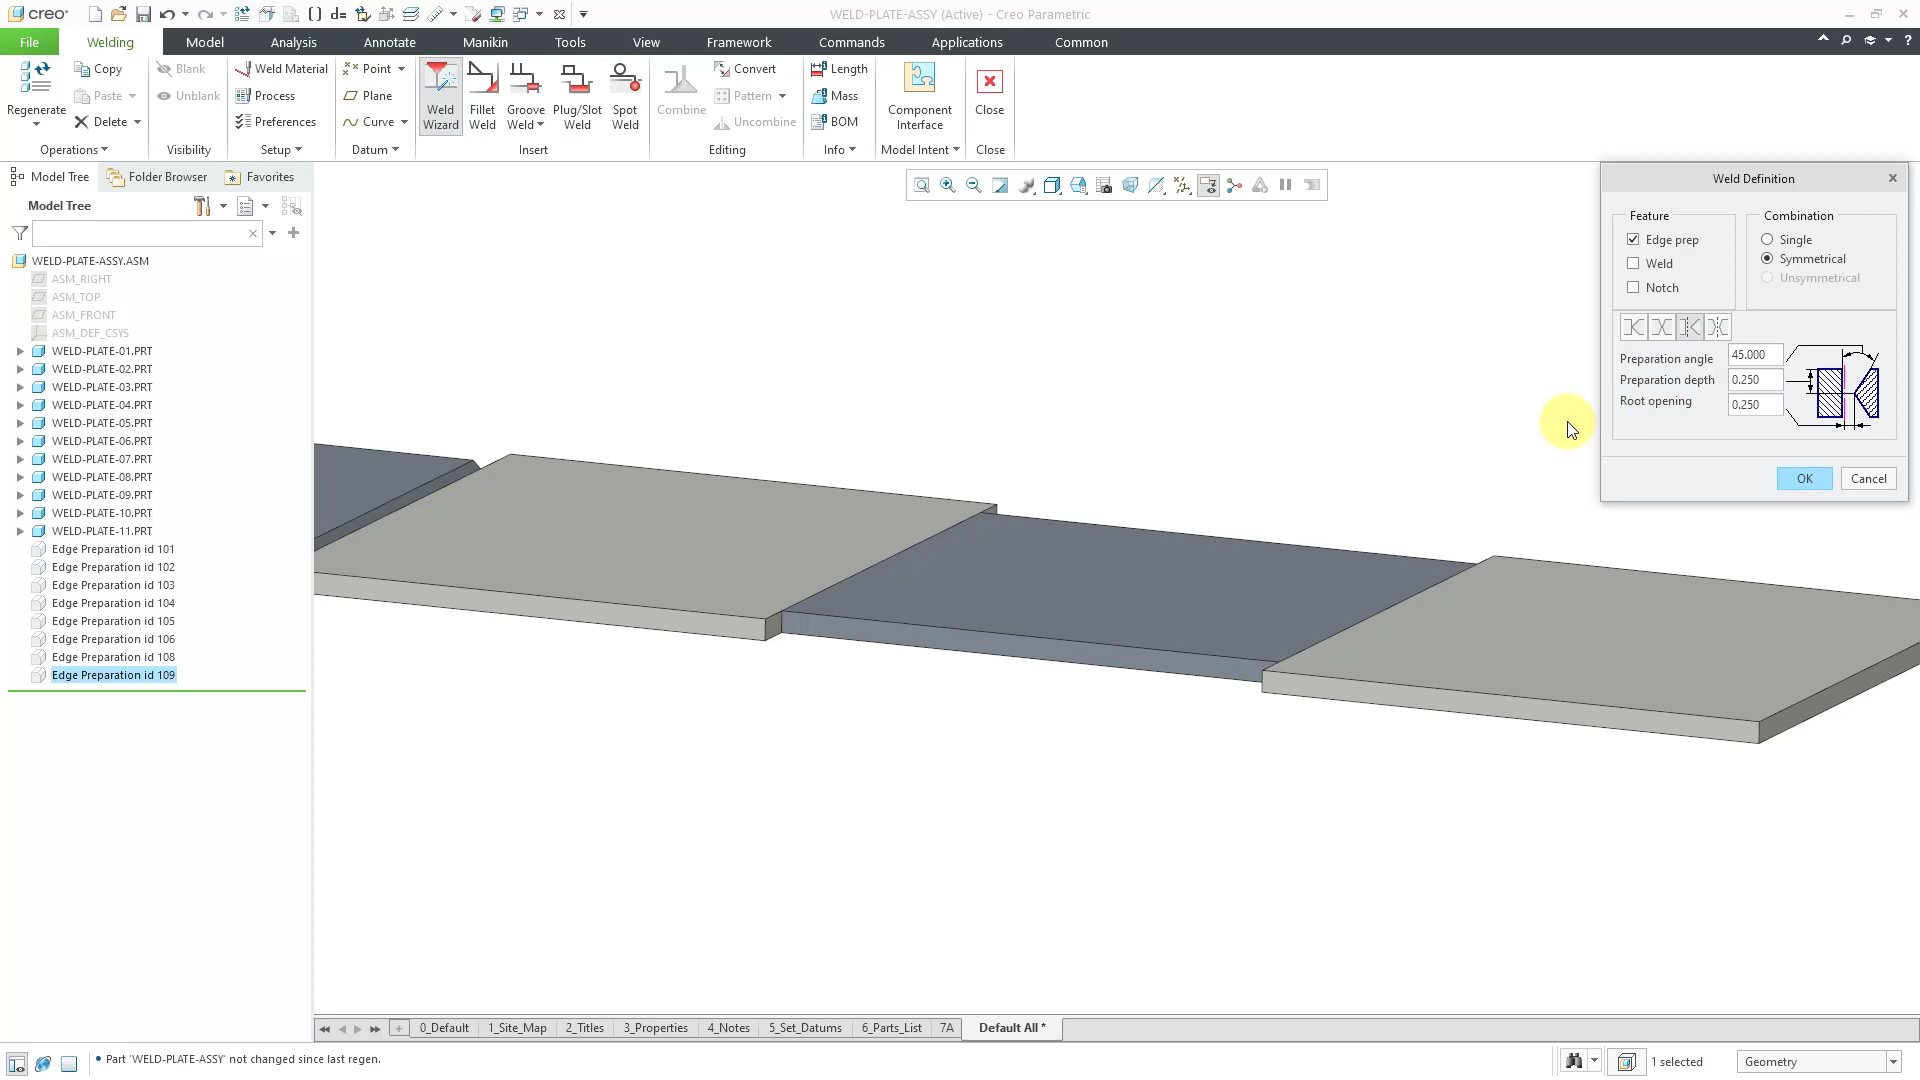 creo
WELD-PLATE-ASSY (Active) - Creo Parametric
File
Welding
Model
Analysis
Annotate
Manikin
Tools
View
Framework
Commands
Applications
Common
Regenerate
Copy
Paste
Delete
Operations
Blank
Unblank
Visibility
Weld Material
Process
Preferences
Setup
Point
Plane
Curve
Datum
Weld Wizard
Fillet Weld
Groove Weld
Plug/Slot Weld
Spot Weld
Insert
Combine
Convert
Pattern
Uncombine
Editing
Length
Mass
BOM
Info
Component Interface
Model Intent
Close
Close
Model Tree
Folder Browser
Favorites
Model Tree
WELD-PLATE-ASSY.ASM
ASM_RIGHT
ASM_TOP
ASM_FRONT
ASM_DEF_CSYS
WELD-PLATE-01.PRT
WELD-PLATE-02.PRT
WELD-PLATE-03.PRT
WELD-PLATE-04.PRT
WELD-PLATE-05.PRT
WELD-PLATE-06.PRT
WELD-PLATE-07.PRT
WELD-PLATE-08.PRT
WELD-PLATE-09.PRT
WELD-PLATE-10.PRT
WELD-PLATE-11.PRT
Edge Preparation id 101
Edge Preparation id 102
Edge Preparation id 103
Edge Preparation id 104
Edge Preparation id 105
Edge Preparation id 106
Edge Preparation id 108
Edge Preparation id 109
Weld Definition
Feature
Edge prep
Weld
Notch
Combination
Single
Symmetrical
Unsymmetrical
Preparation angle 45.000
Preparation depth 0.250
Root opening 0.250
OK
Cancel
0_Default
1_Site_Map
2_Titles
3_Properties
4_Notes
5_Set_Datums
6_Parts_List
7A
Default All *
• Part 'WELD-PLATE-ASSY' not changed since last regen.
1 selected
Geometry